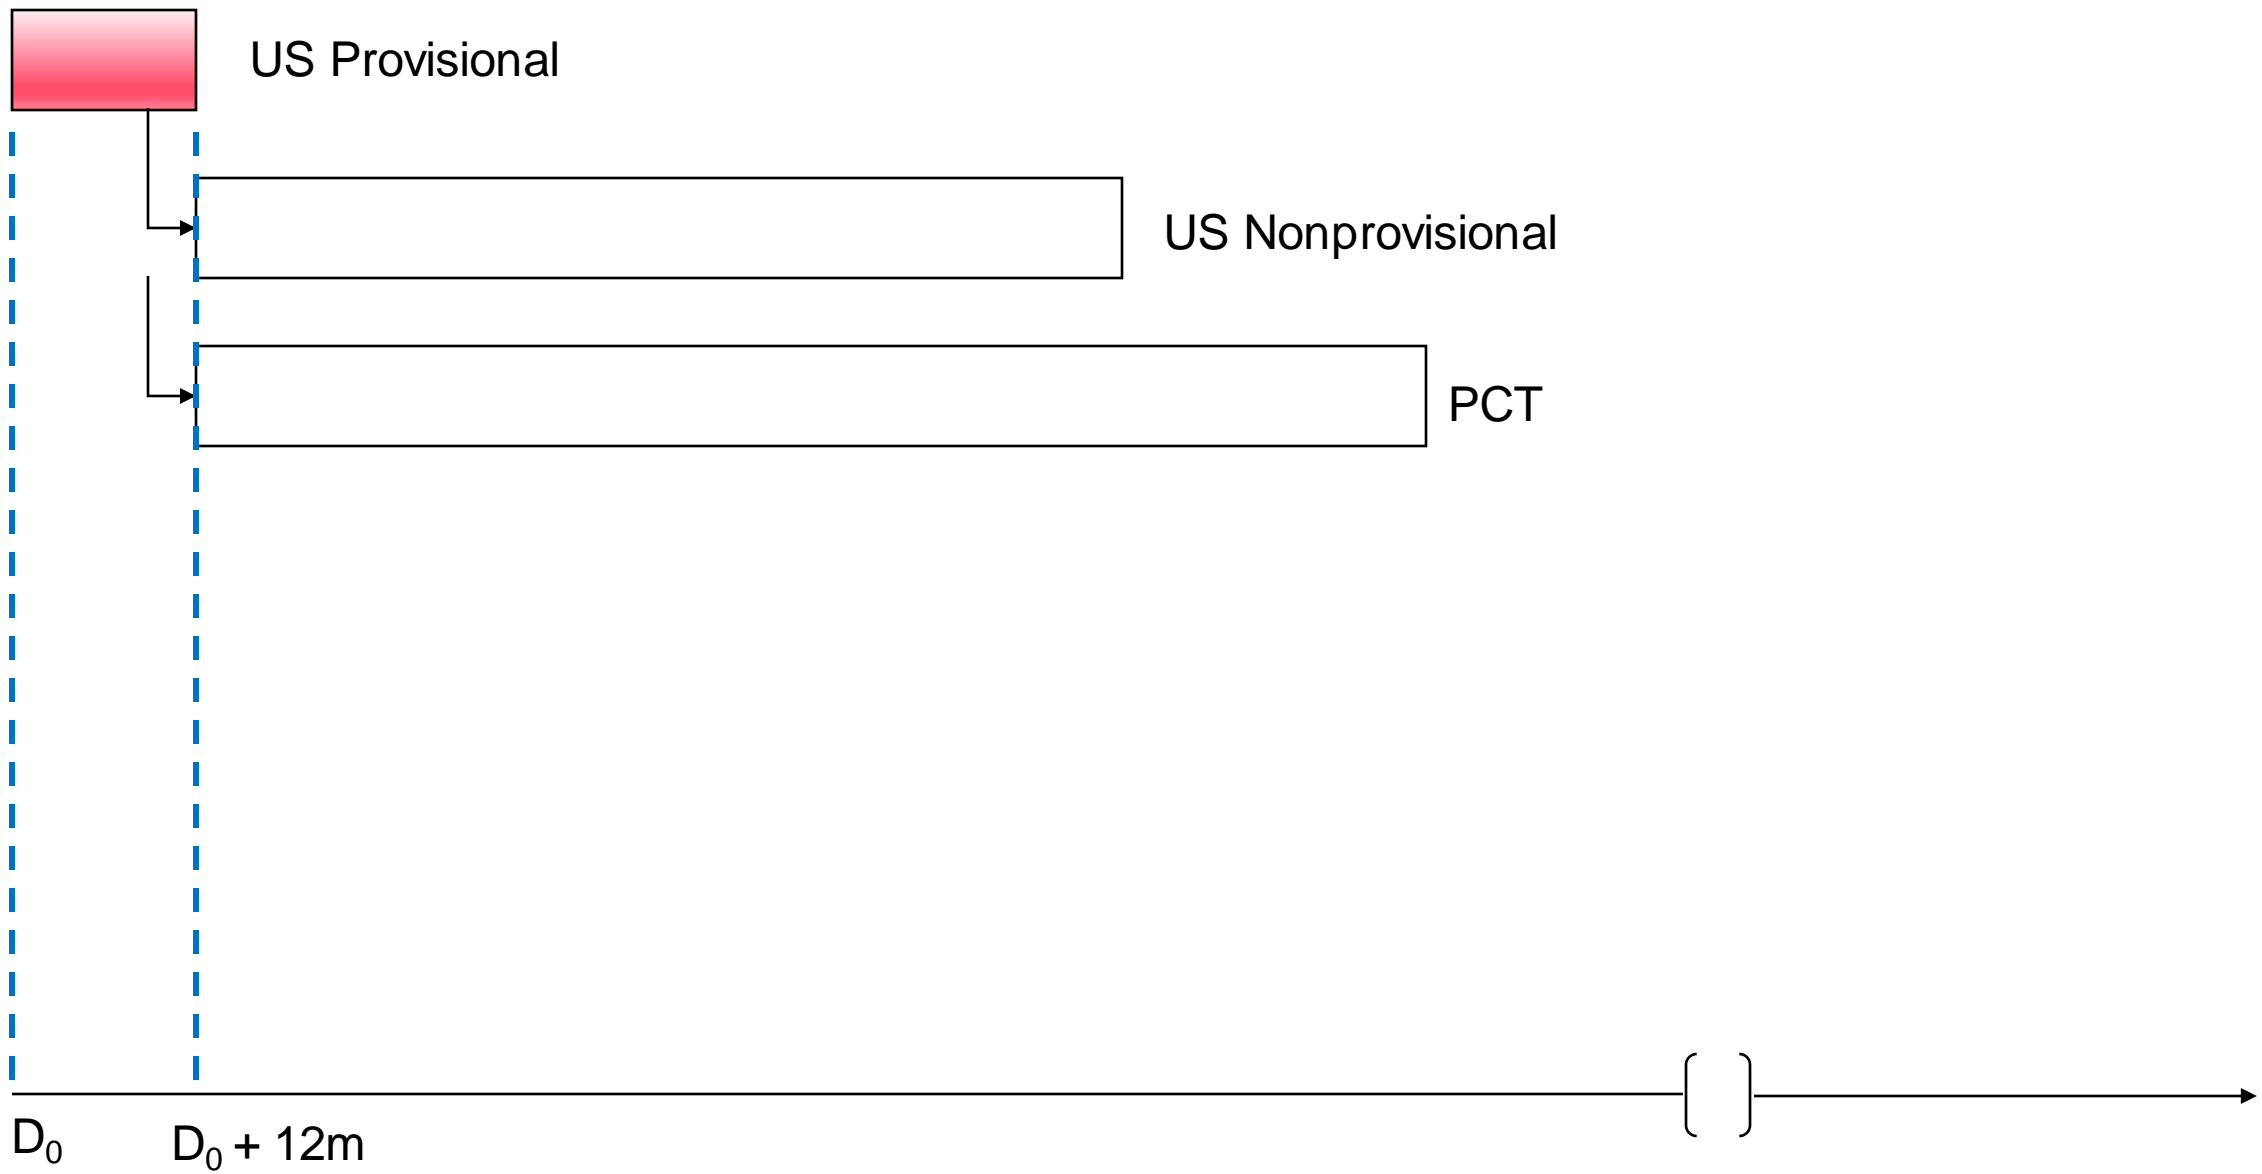 US Provisional
US Nonprovisional
PCT
D₀
D₀ + 12m